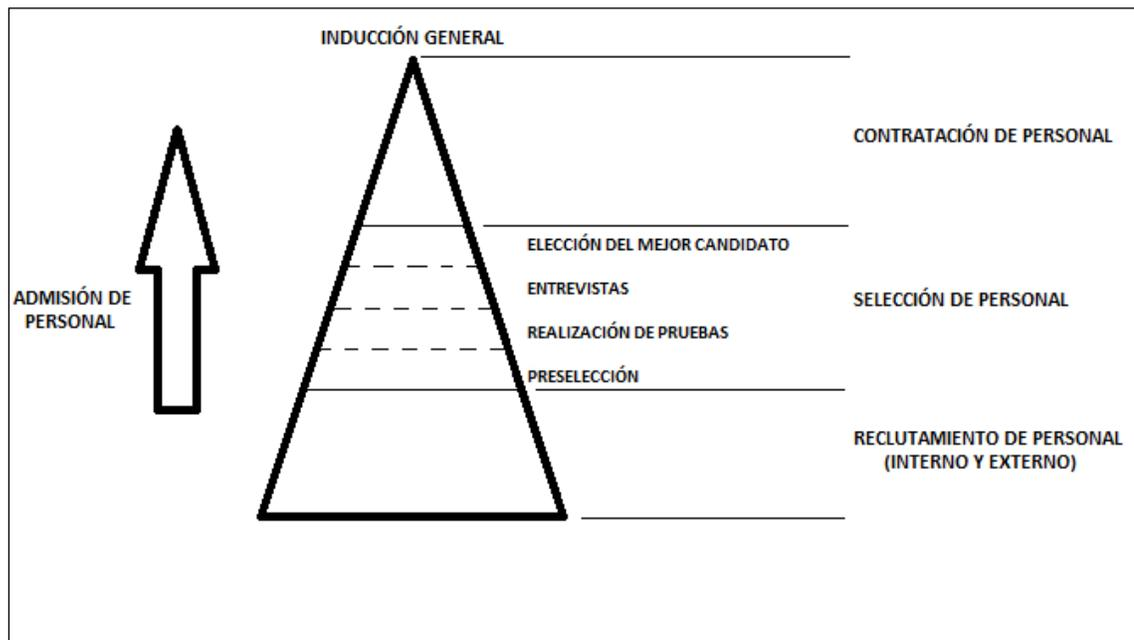 INDUCCIÓN GENERAL
CONTRATACIÓN DE PERSONAL
ELECCIÓN DEL MEJOR CANDIDATO
ENTREVISTAS
ADMISIÓN DE
PERSONAL
SELECCIÓN DE PERSONAL
REALIZACIÓN DE PRUEBAS
PRESELECCIÓN
RECLUTAMIENTO DE PERSONAL
(INTERNO Y EXTERNO)